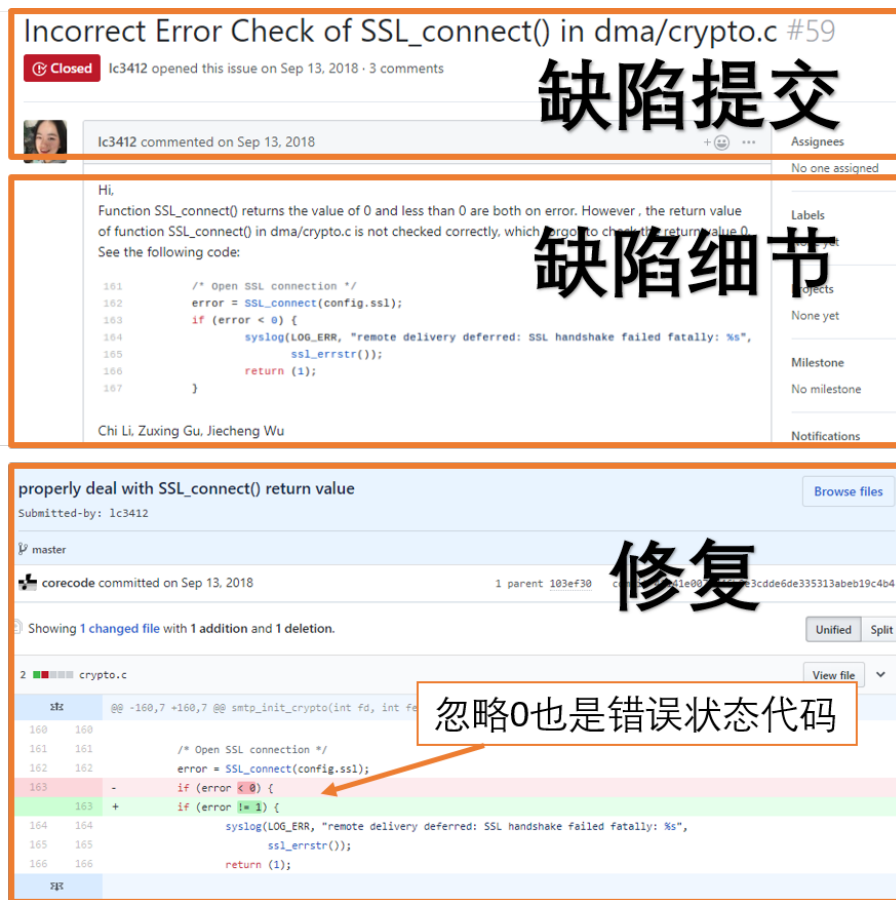 Incorrect Error Check of SSL_connect() in dma/crypto.c #59
Closed lc3412 opened this issue on Sep 13, 2018 · 3 comments
缺陷提交
lc3412 commented on Sep 13, 2018
Assignees
No one assigned
Hi,
Function SSL_connect() returns the value of 0 and less than 0 are both on error. However , the return value
of function SSL_connect() in dma/crypto.c is not checked correctly, which forgot to check the return value 0.
See the following code:
缺陷细节
Labels
None yet
Projects
None yet
Milestone
No milestone
Notifications
161 /* Open SSL connection */
162 error = SSL_connect(config.ssl);
163 if (error < 0) {
164 syslog(LOG_ERR, "remote delivery deferred: SSL handshake failed fatally: %s",
165 ssl_errstr());
166 return (1);
167 }
Chi Li, Zuxing Gu, Jiecheng Wu
properly deal with SSL_connect() return value
Browse files
Submitted-by: lc3412
修复
master
corecode committed on Sep 13, 2018
1 parent 103ef30
Showing 1 changed file with 1 addition and 1 deletion.
Unified Split
2 crypto.c
View file
忽略0也是错误状态代码
@@ -160,7 +160,7 @@ smtp_init_crypto(int fd, int
160 160
161 161 /* Open SSL connection */
162 162 error = SSL_connect(config.ssl);
163 - if (error < 0) {
163 + if (error != 1) {
164 164 syslog(LOG_ERR, "remote delivery deferred: SSL handshake failed fatally: %s",
165 165 ssl_errstr());
166 166 return (1);